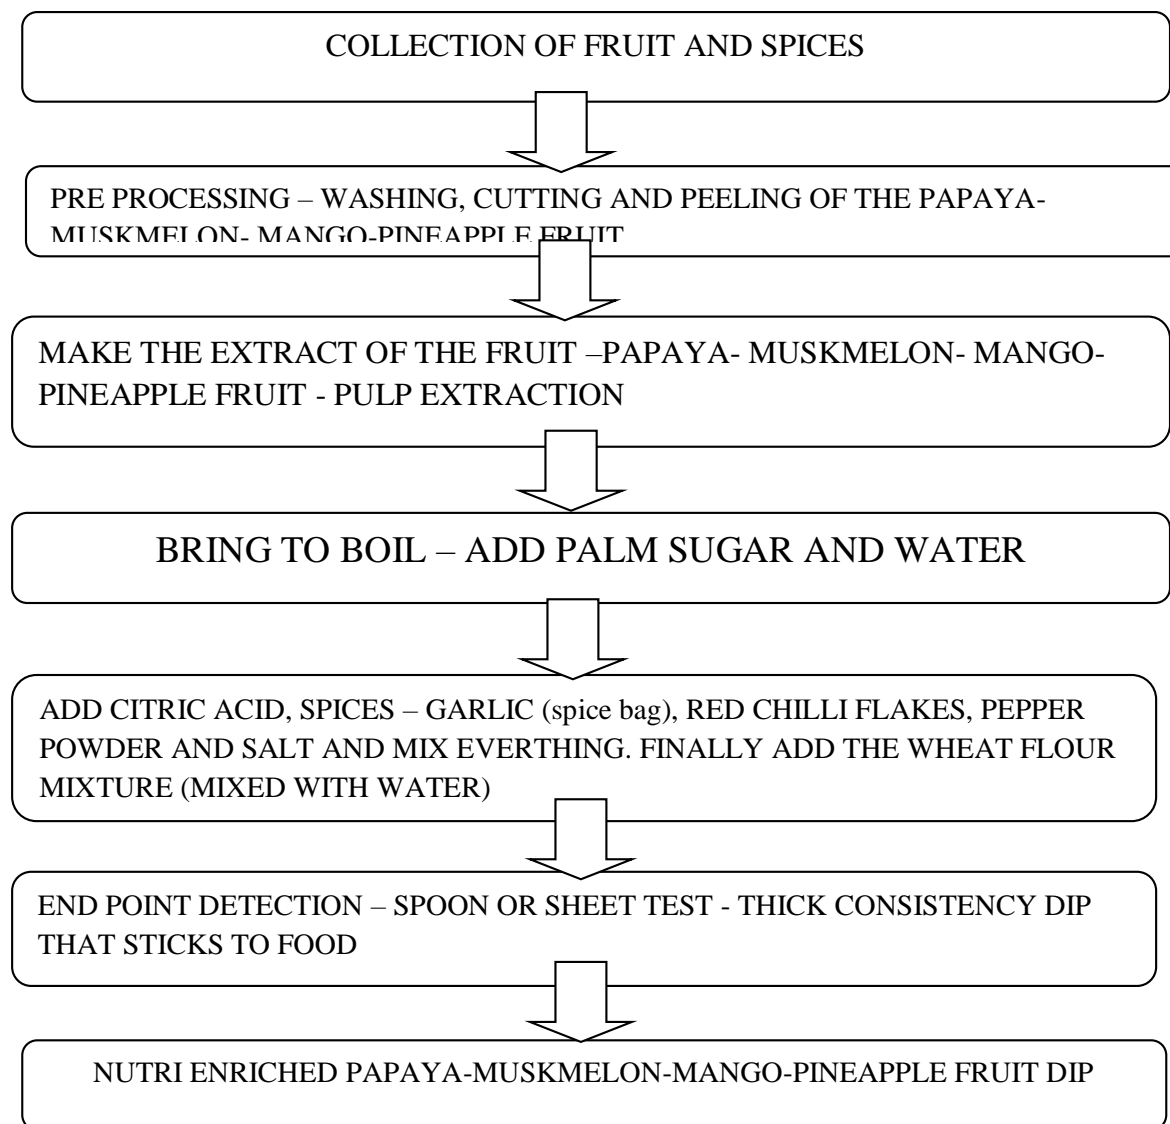 COLLECTION OF FRUIT AND SPICES
PRE PROCESSING – WASHING, CUTTING AND PEELING OF THE PAPAYA-
MUSKMELON- MANGO-PINEAPPLE FRUIT
MAKE THE EXTRACT OF THE FRUIT –PAPAYA- MUSKMELON- MANGO-
PINEAPPLE FRUIT - PULP EXTRACTION
BRING TO BOIL – ADD PALM SUGAR AND WATER
ADD CITRIC ACID, SPICES – GARLIC (spice bag), RED CHILLI FLAKES, PEPPER
POWDER AND SALT AND MIX EVERTHING. FINALLY ADD THE WHEAT FLOUR
MIXTURE (MIXED WITH WATER)
END POINT DETECTION – SPOON OR SHEET TEST - THICK CONSISTENCY DIP
THAT STICKS TO FOOD
NUTRI ENRICHED PAPAYA-MUSKMELON-MANGO-PINEAPPLE FRUIT DIP